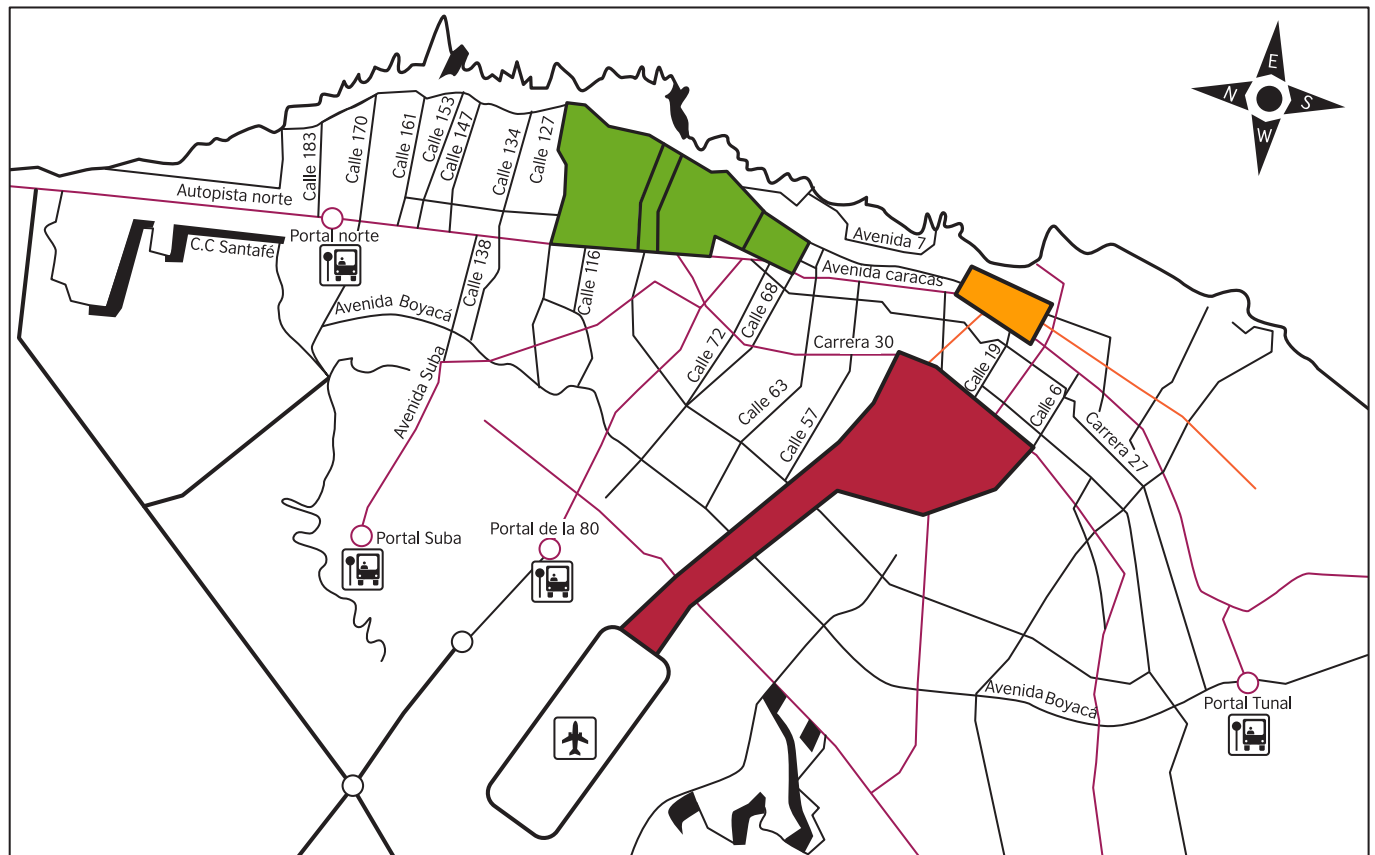 E
N
S
W
Calle 183
Calle 170
Calle 161
Calle 153
Calle 147
Calle 134
Calle 127
Autopista norte
Portal norte
C.C Santafé
Calle 138
Calle 116
Avenida 7
Avenida caracas
Avenida Boyacá
Calle 68
Calle 72
Carrera 30
Calle 19
Calle 6
Avenida Suba
Calle 63
Calle 57
Carrera 27
Portal Suba
Portal de la 80
Avenida Boyacá
Portal Tunal